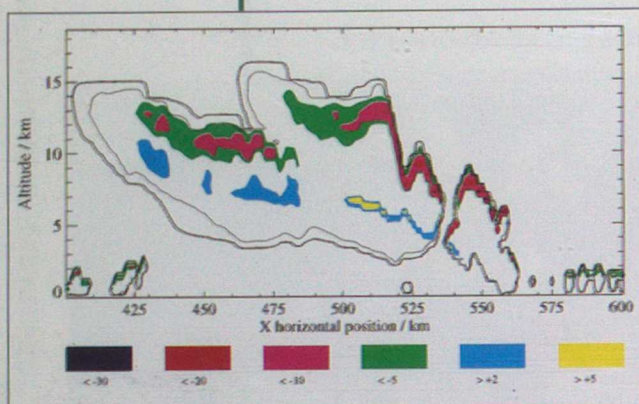 Altitude / km
15
10
5
0
425 450 475 500 525 550 575 600
X horizontal position / km
< -30 < -20 < -10 < -5 > +2 > +5